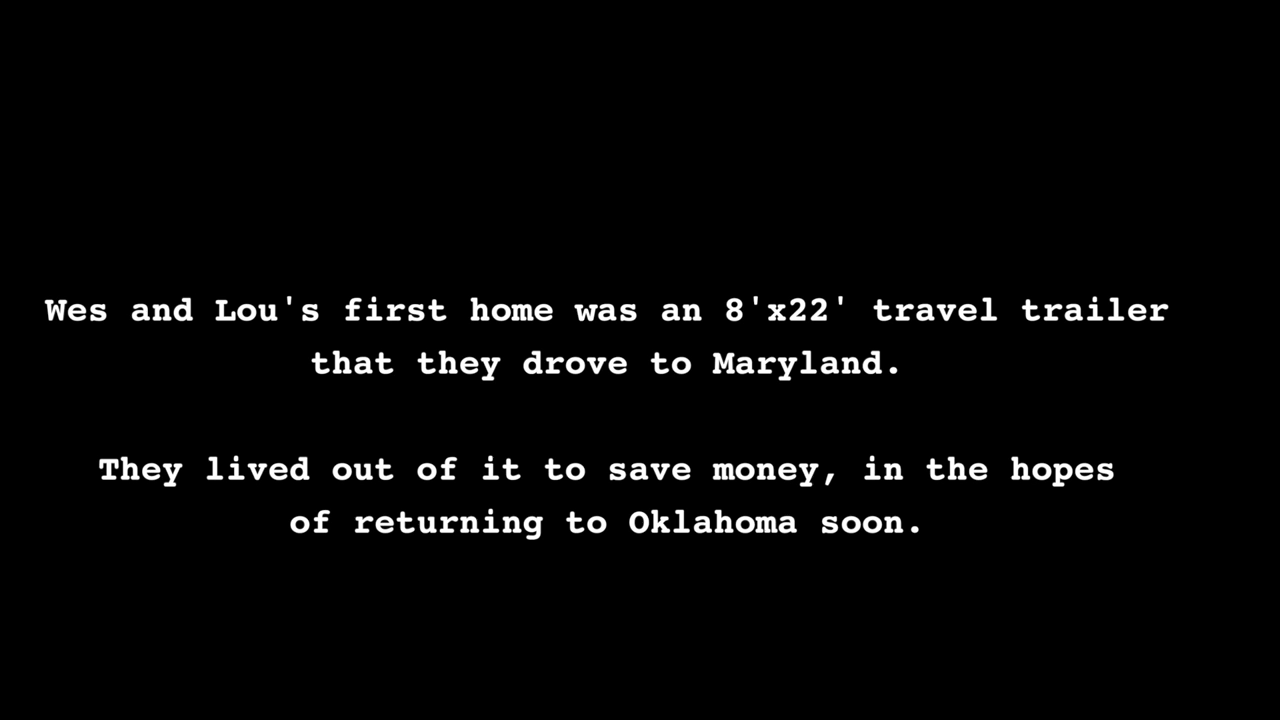 Wes and Lou's first home was an 8'x22' travel trailer
that they drove to Maryland.
They lived out of it to save money, in the hopes
of returning to Oklahoma soon.